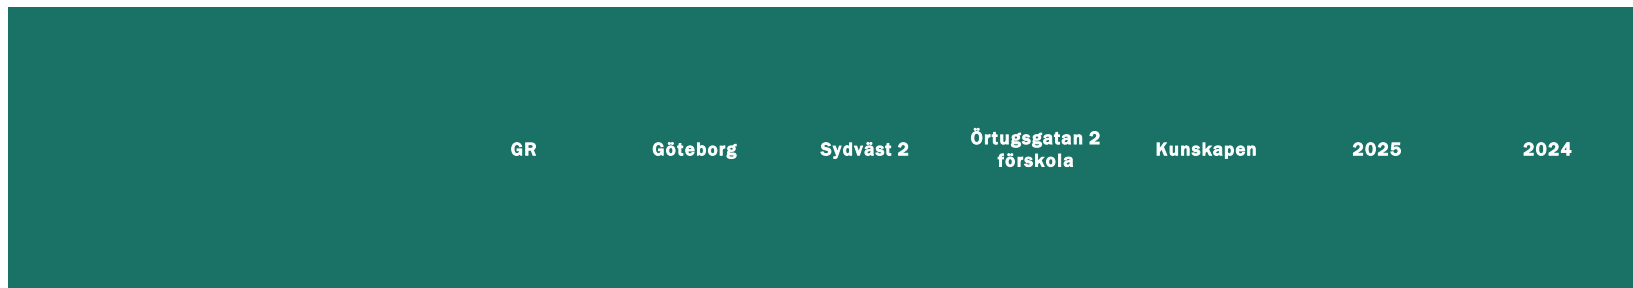 GR Göteborg Sydväst 2 Örtugsgatan 2
förskola Kunskapen 2025 2024